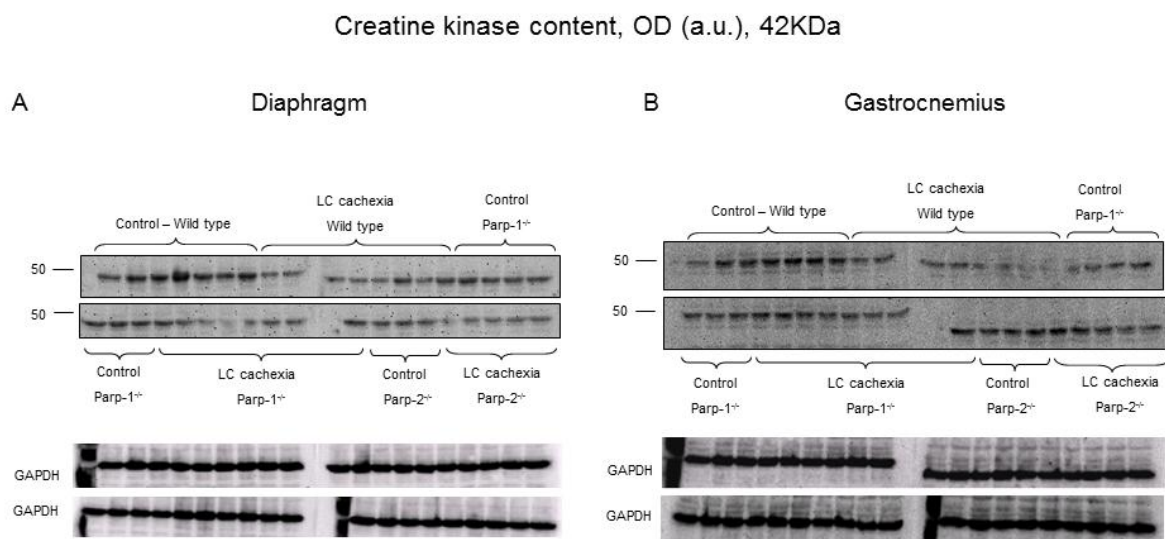 Creatine kinase content, OD (a.u.), 42KDa
A
Diaphragm
Control – Wild type
LC cachexia
Wild type
Control
Parp-1-/-
50
50
Control
Parp-1-/-
LC cachexia
Parp-1-/-
Control
Parp-2-/-
LC cachexia
Parp-2-/-
GAPDH
GAPDH
B
Gastrocnemius
Control – Wild type
LC cachexia
Wild type
Control
Parp-1-/-
50
50
Control
Parp-1-/-
LC cachexia
Parp-1-/-
Control
Parp-2-/-
LC cachexia
Parp-2-/-
GAPDH
GAPDH